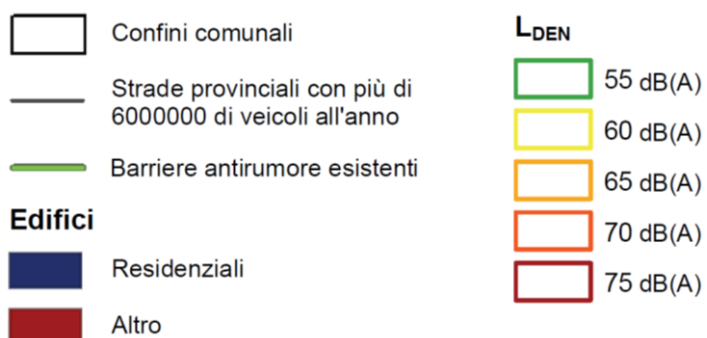 Confini comunali
Strade provinciali con più di
6000000 di veicoli all'anno
Barriere antirumore esistenti
Edifici
Residenziali
Altro
LDEN
55 dB(A)
60 dB(A)
65 dB(A)
70 dB(A)
75 dB(A)